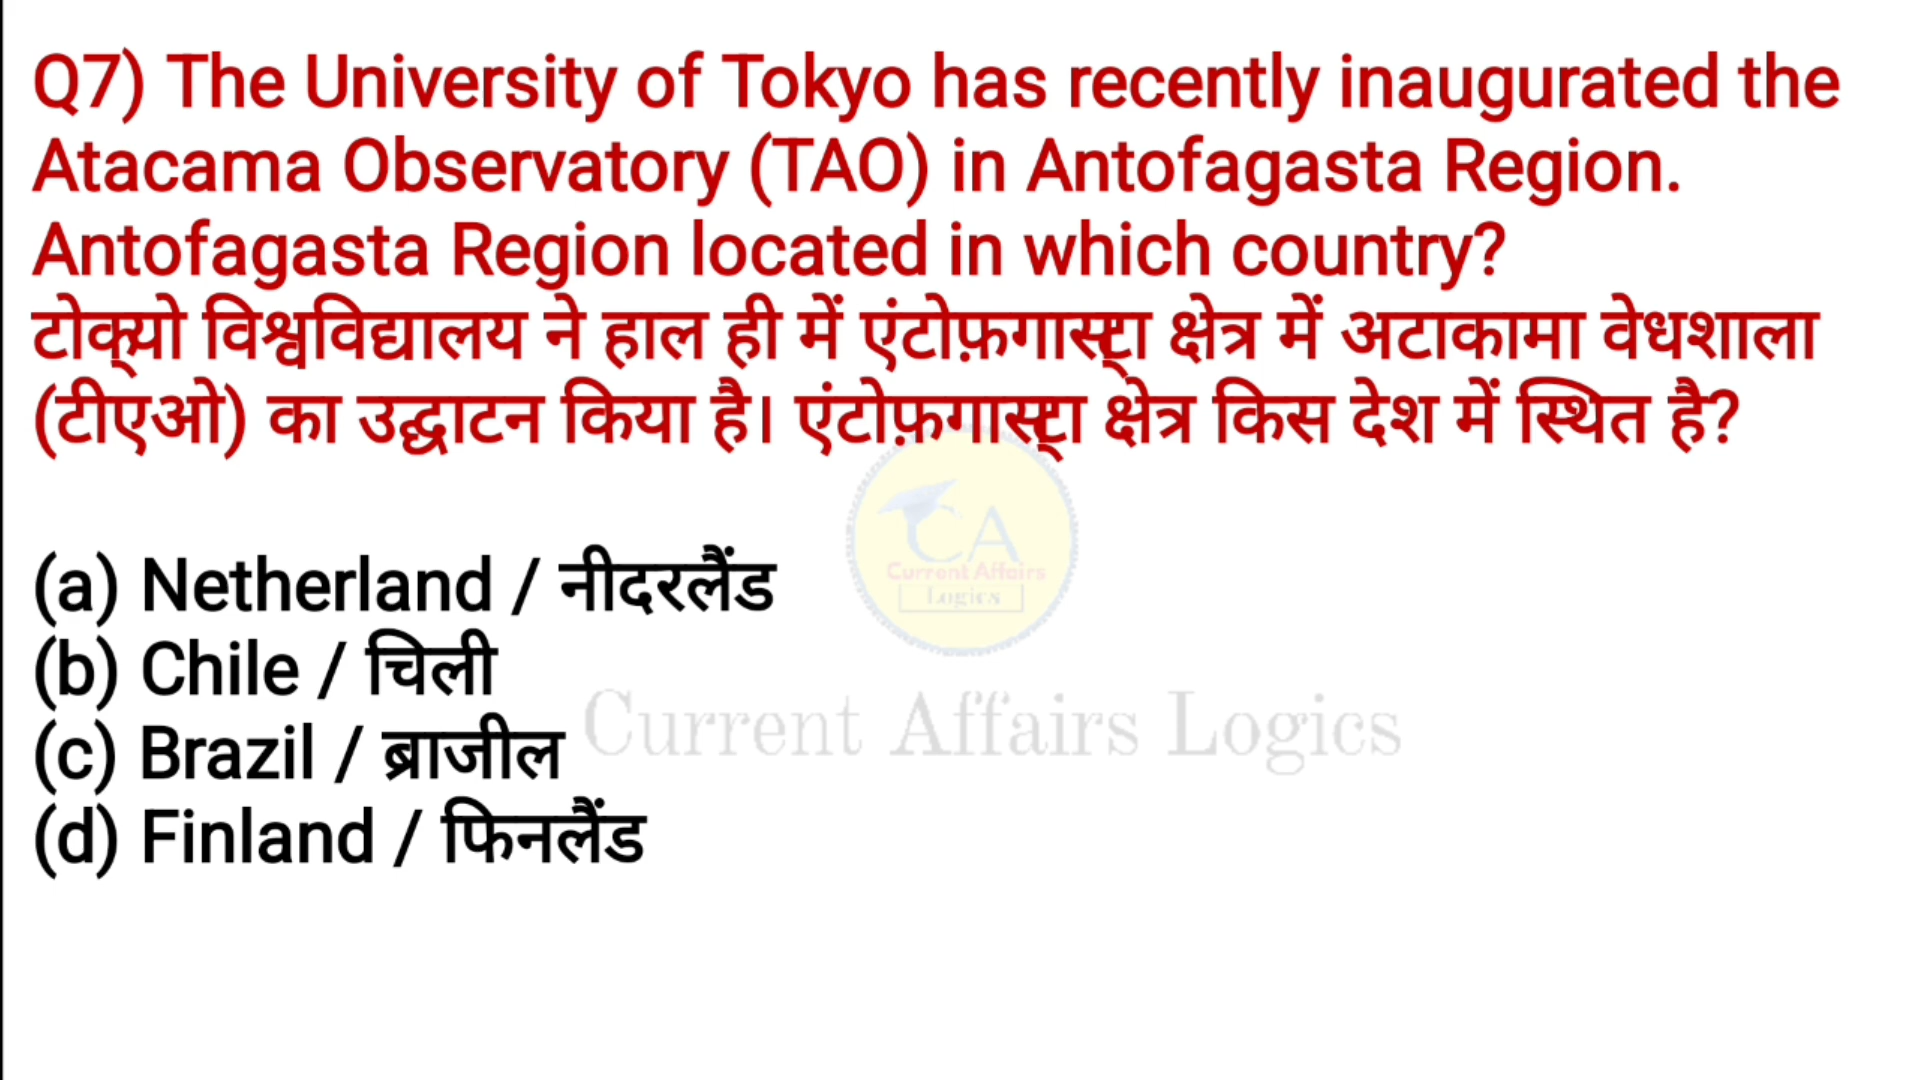 Q7) The University of Tokyo has recently inaugurated the
Atacama Observatory (TAO) in Antofagasta Region.
Antofagasta Region located in which country?
टोक्यो विश्वविद्यालय ने हाल ही में एंटोफ़गास्टा क्षेत्र में अटाकामा वेधशाला
(टीएओ) का उद्घाटन किया है। एंटोफ़गास्टा क्षेत्र किस देश में स्थित है?
CA
Current Affairs
Logics
(a) Netherland / नीदरलैंड
(b) Chile / चिली
(c) Brazil / ब्राजील
Current Affairs Logics
(d) Finland / फिनलैंड